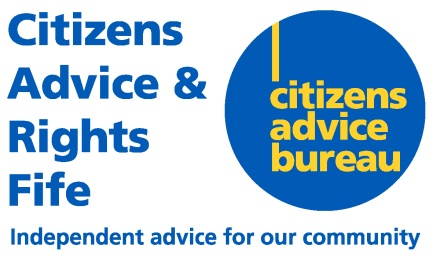 Citizens
Advice &
Rights
Fife
citizens
advice
bureau
Independent advice for our community